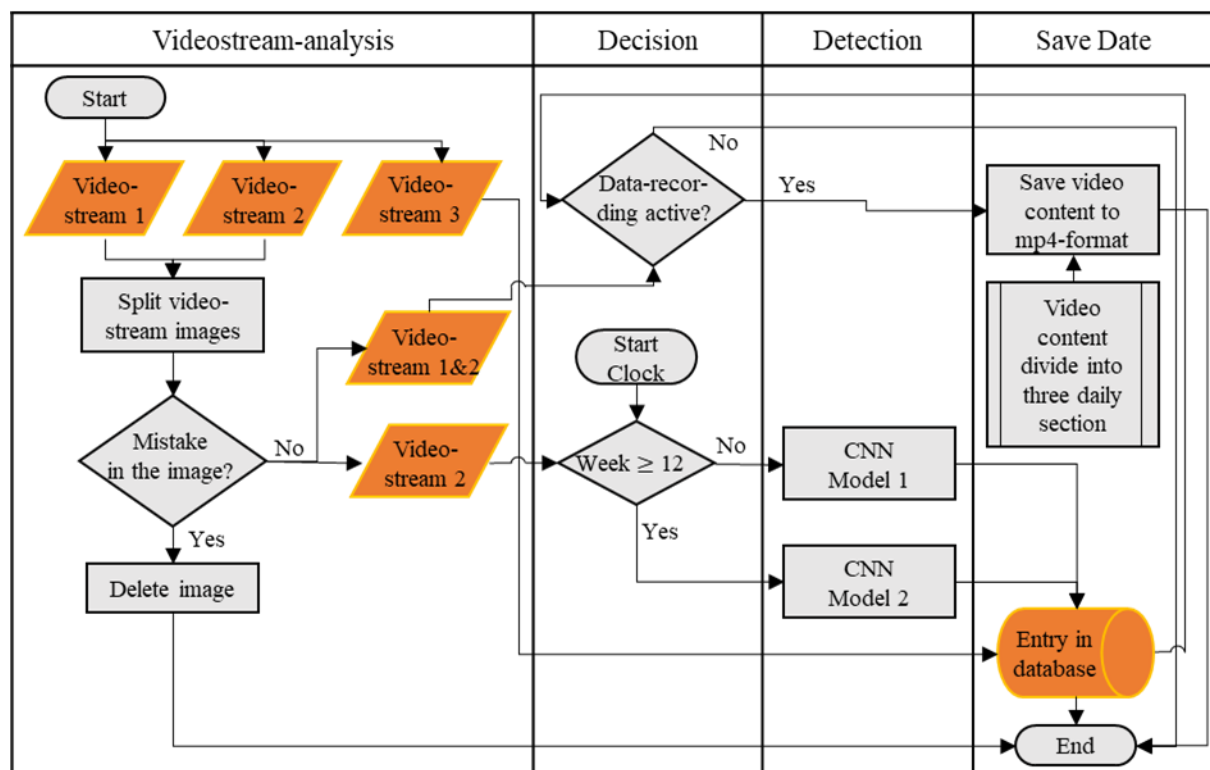 Videostream-analysis
Decision
Detection
Save Date
Start
Video-
stream 1
Video-
stream 2
Video-
stream 3
Split video-
stream images
Mistake
in the image?
No
Yes
Delete image
Video-
stream 1&2
Video-
stream 2
Data-recor-
ding active?
No
Yes
Start
Clock
Week ≥ 12
No
Yes
CNN
Model 1
CNN
Model 2
Save video
content to
mp4-format
Video
content
divide into
three daily
section
Entry in
database
End